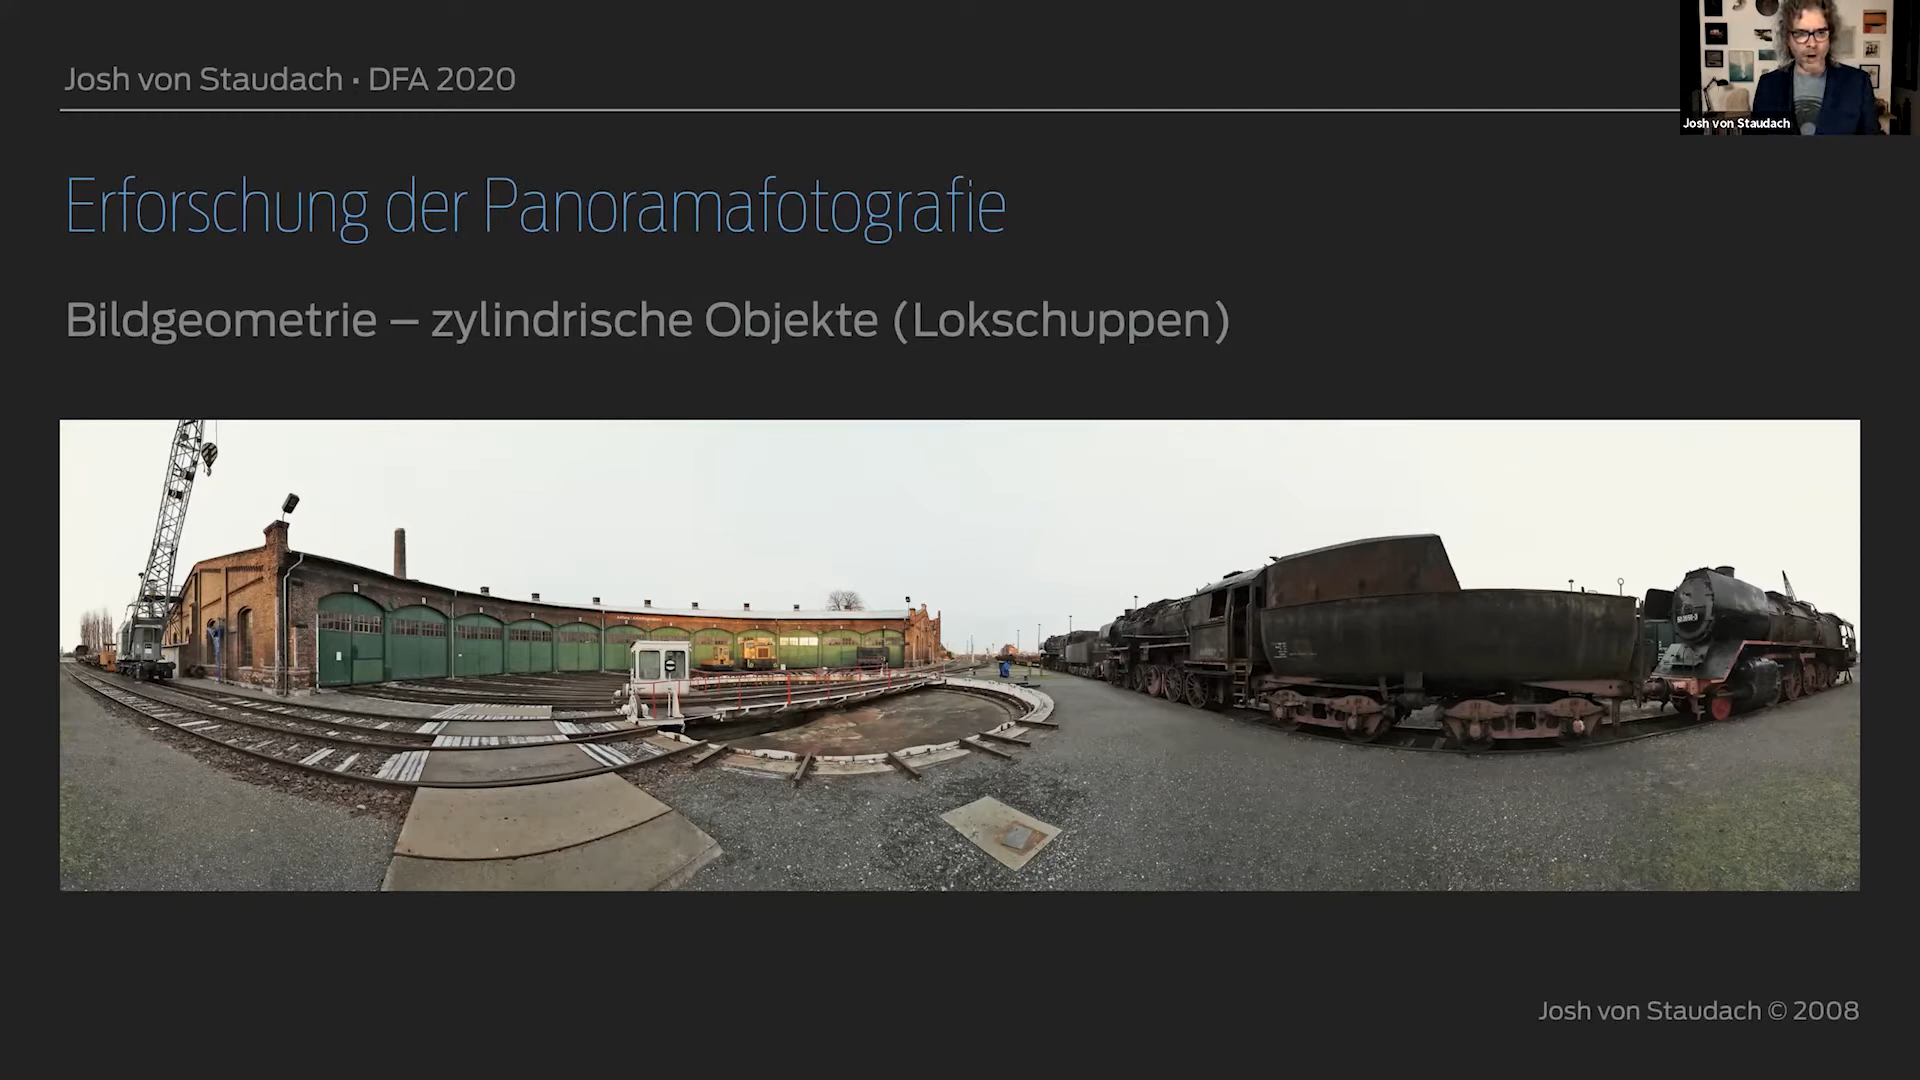 Josh von Staudach • DFA 2020
Josh von Staudach
Erforschung der Panoramafotografie
Bildgeometrie – zylindrische Objekte (Lokschuppen)
Josh von Staudach © 2008